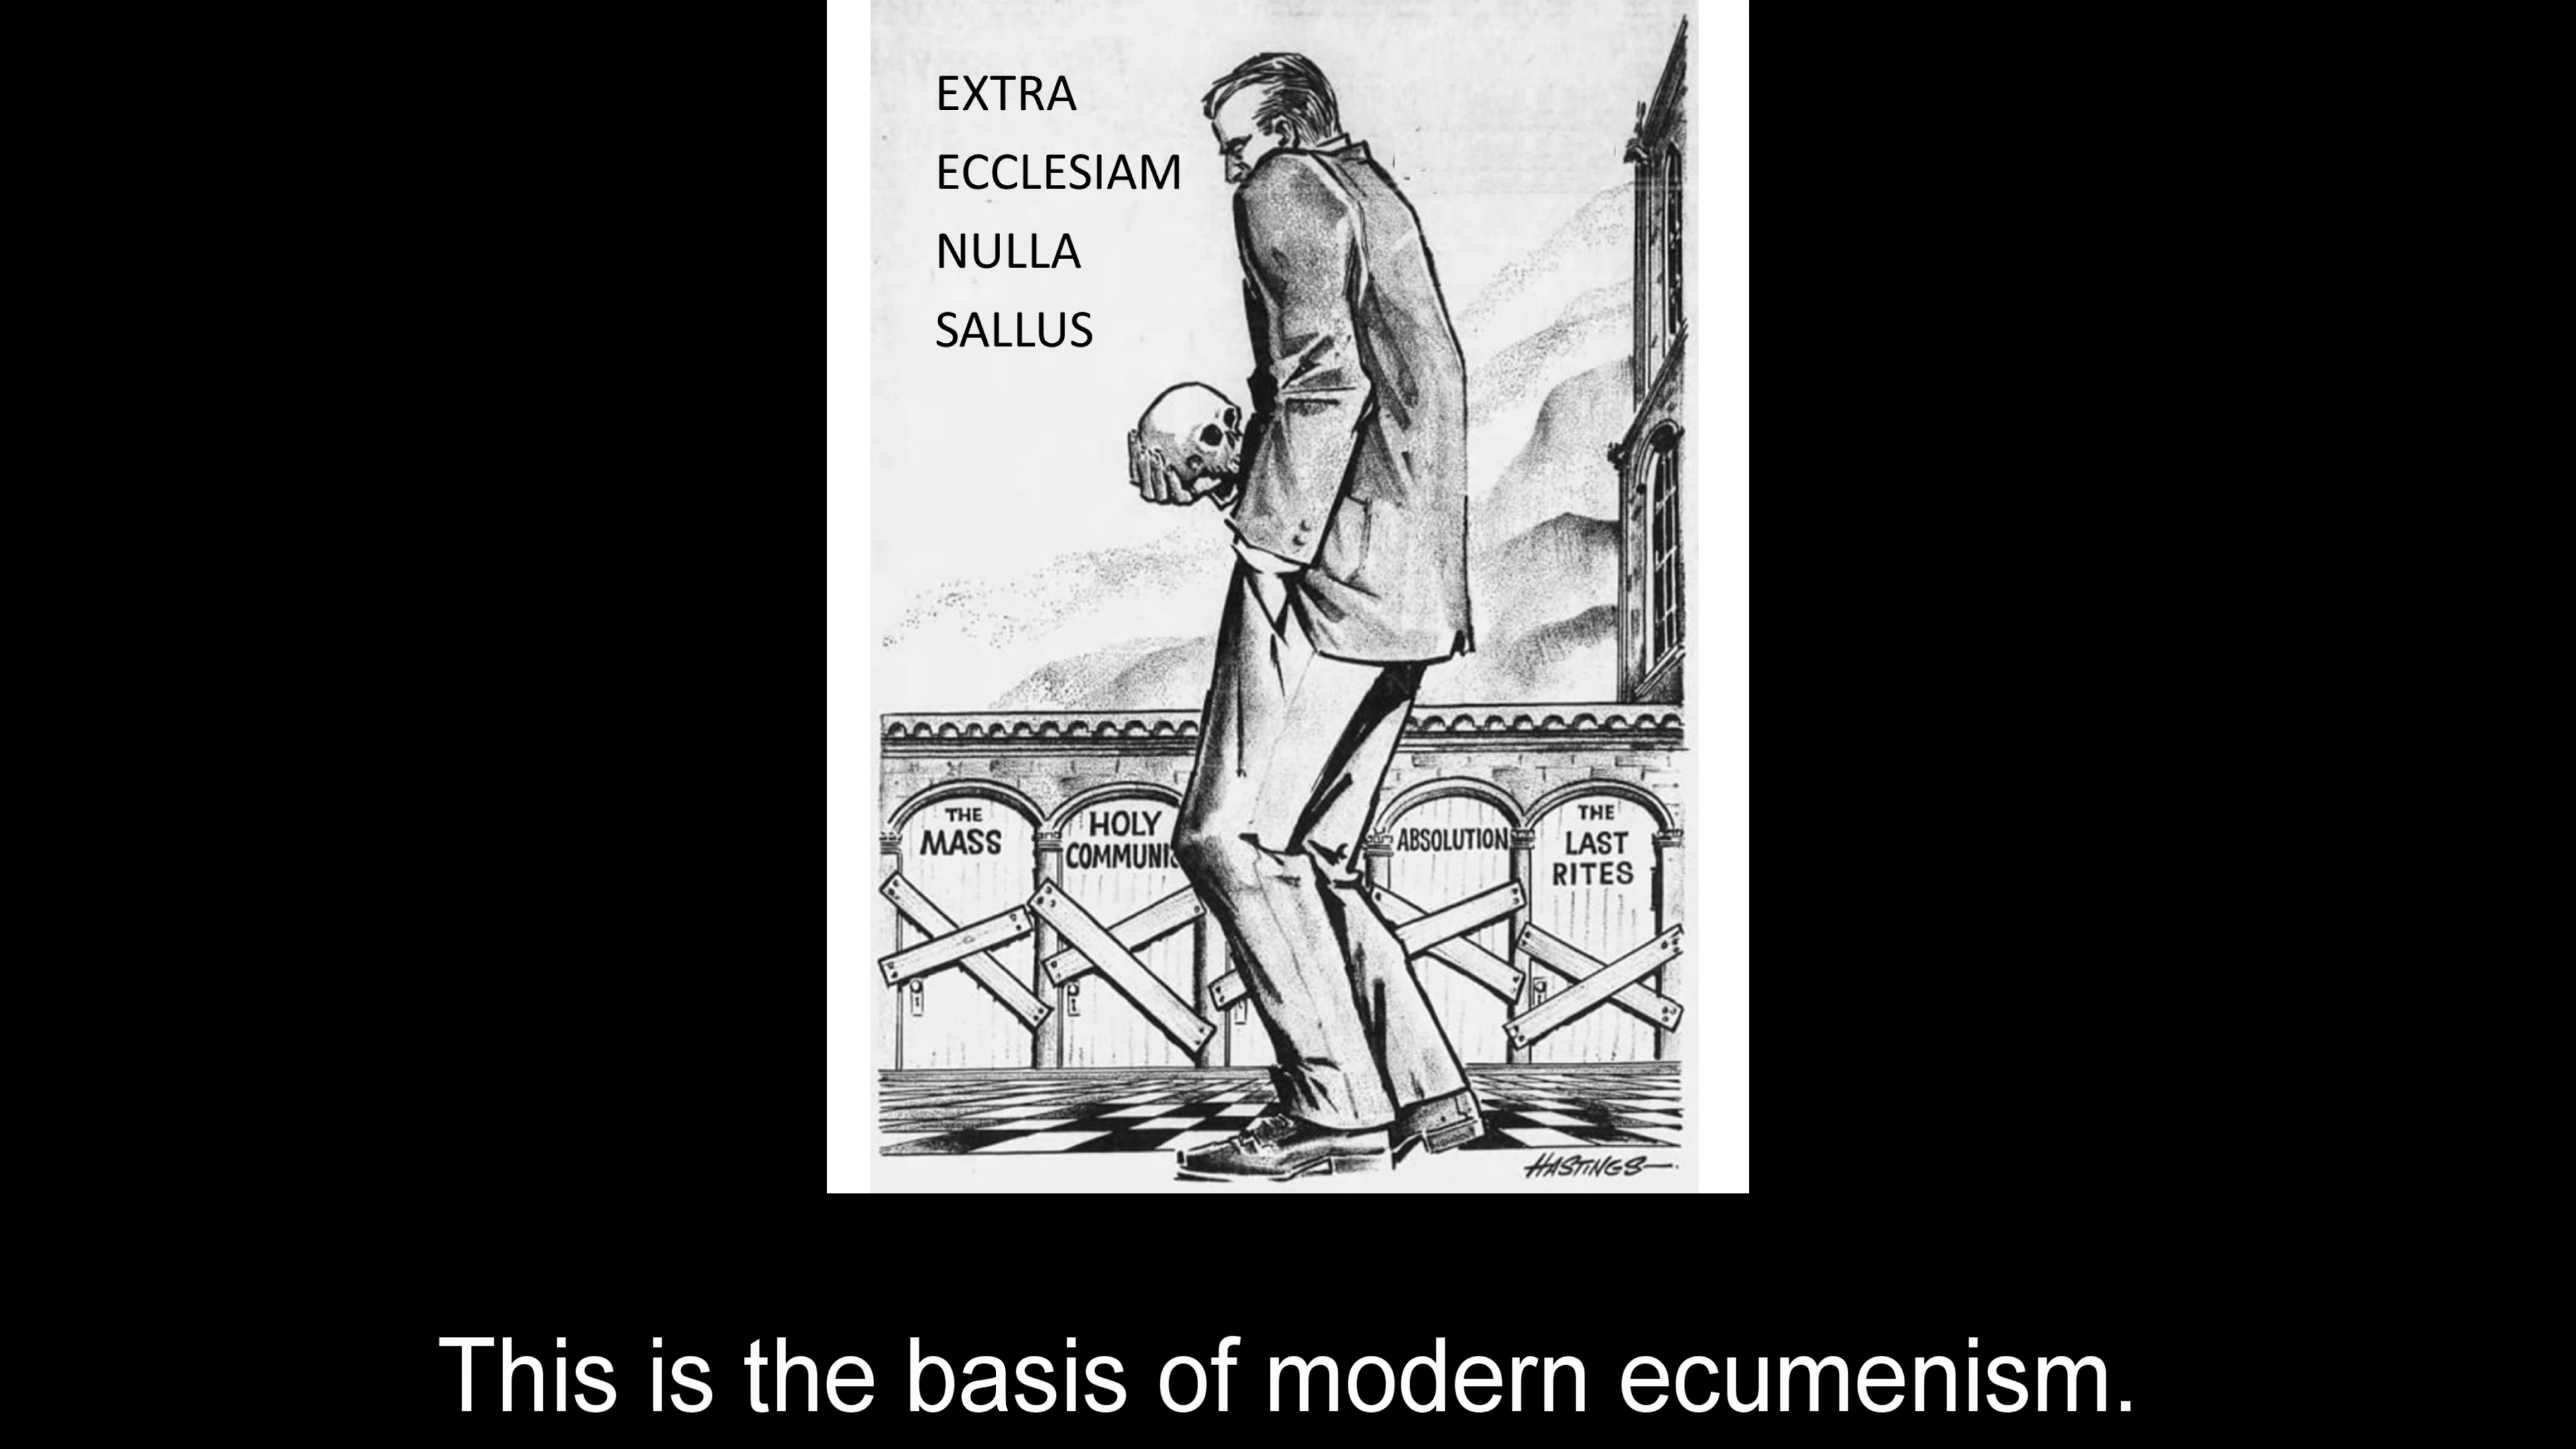 EXTRA
ECCLESIAM
NULLA
SALLUS
THE
MASS
HOLY
COMMUNI
ABSOLUTION
THE
LAST
RITES
HASTINGS
This is the basis of modern ecumenism.